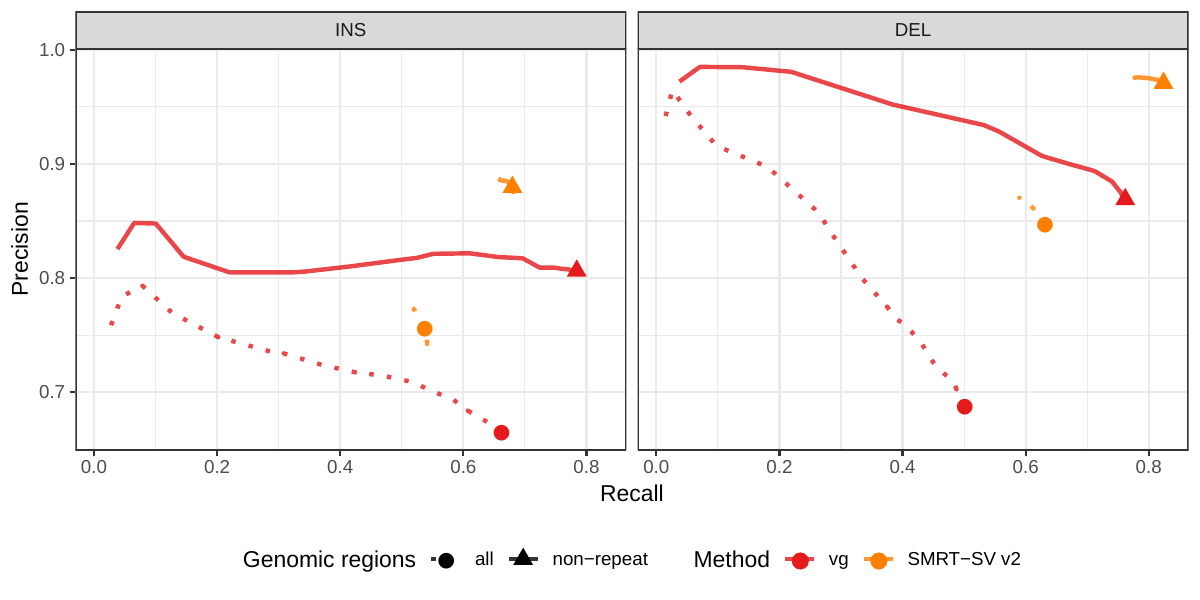 INS DEL
1.0
0.9
0.8
0.7
Precision
0.0 0.2 0.4 0.6 0.8 0.0 0.2 0.4 0.6 0.8
Recall
Genomic regions all non−repeat Method vg SMRT−SV v2